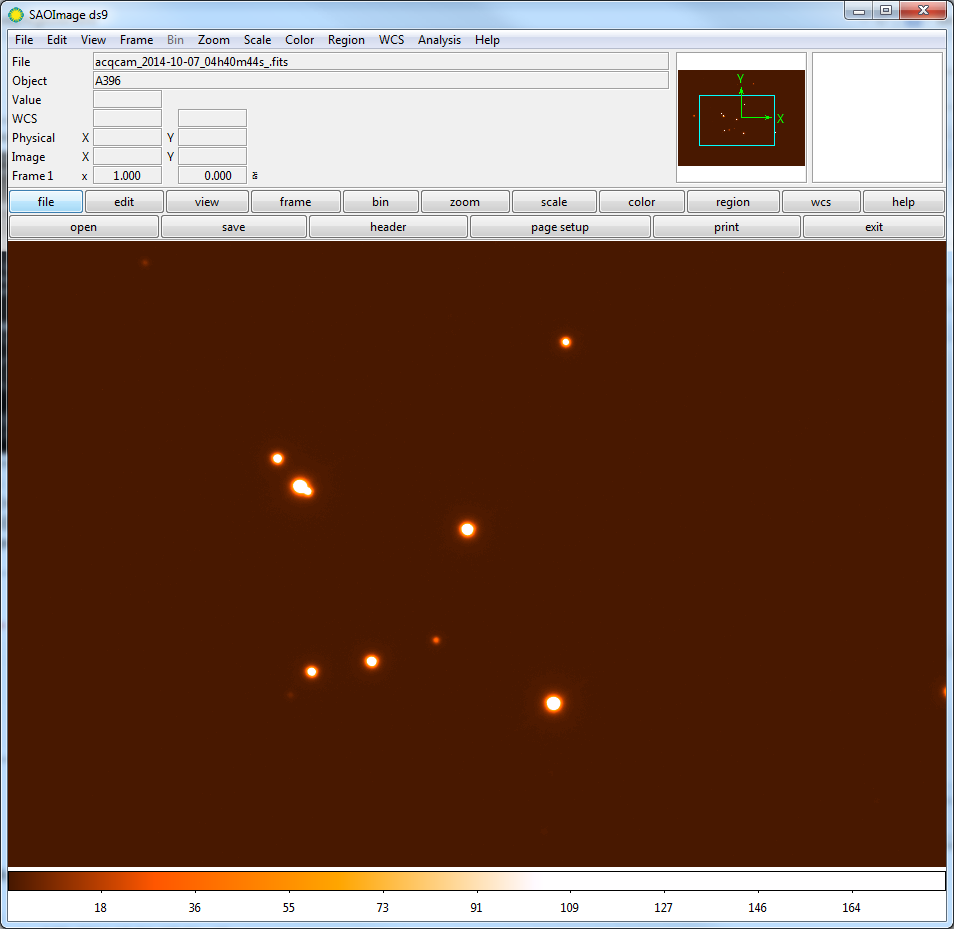 SAOImage ds9
File Edit View Frame Bin Zoom Scale Color Region WCS Analysis Help
File acqcam_2014-10-07_04h40m44s_.fits
Object A396
Value
WCS
Physical X Y
Image X Y
Frame 1 x 1.000 0.000 ã
Y
X
file edit view frame bin zoom scale color region wcs help
open save header page setup print exit
18 36 55 73 91 109 127 146 164